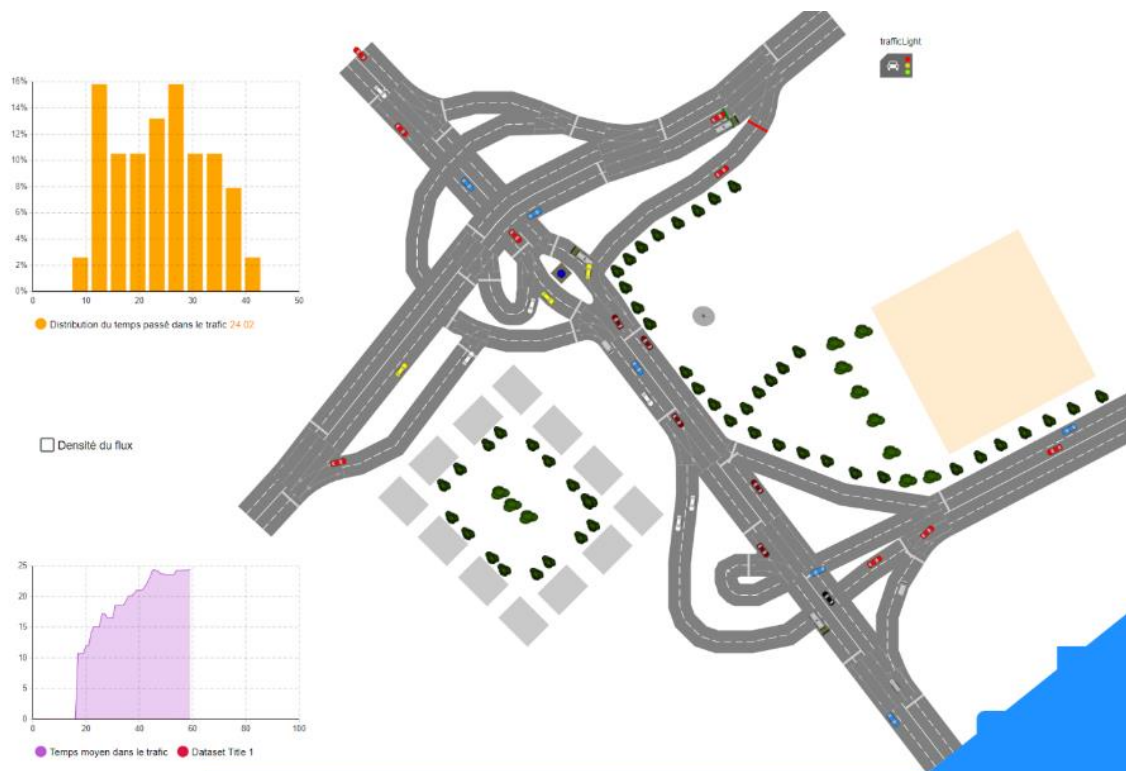 trafficLight
16%
14%
12%
10%
8%
6%
4%
2%
0%
0 10 20 30 40 50
Distribution du temps passé dans le trafic 24.02
Densité du flux
25
20
15
10
5
0
0 20 40 60 80 100
Temps moyen dans le trafic Dataset Title 1